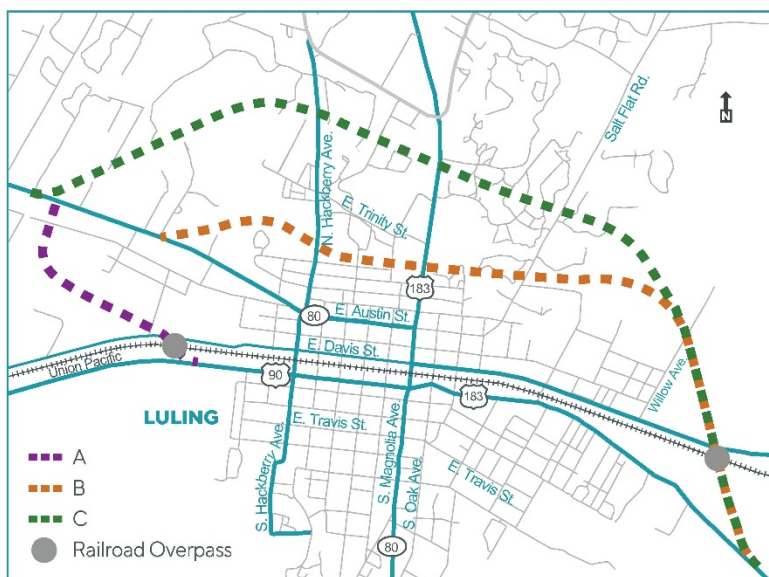 Salt Flat Rd.
N
N. Hackberry Ave.
E. Trinity St.
183
80
E. Austin St.
E. Davis St.
Union Pacific
90
Willow Ave.
183
LULING
E. Travis St.
S. Hackberry Ave.
S. Magnolia Ave.
S. Oak Ave.
E. Travis St.
80
A
B
C
Railroad Overpass